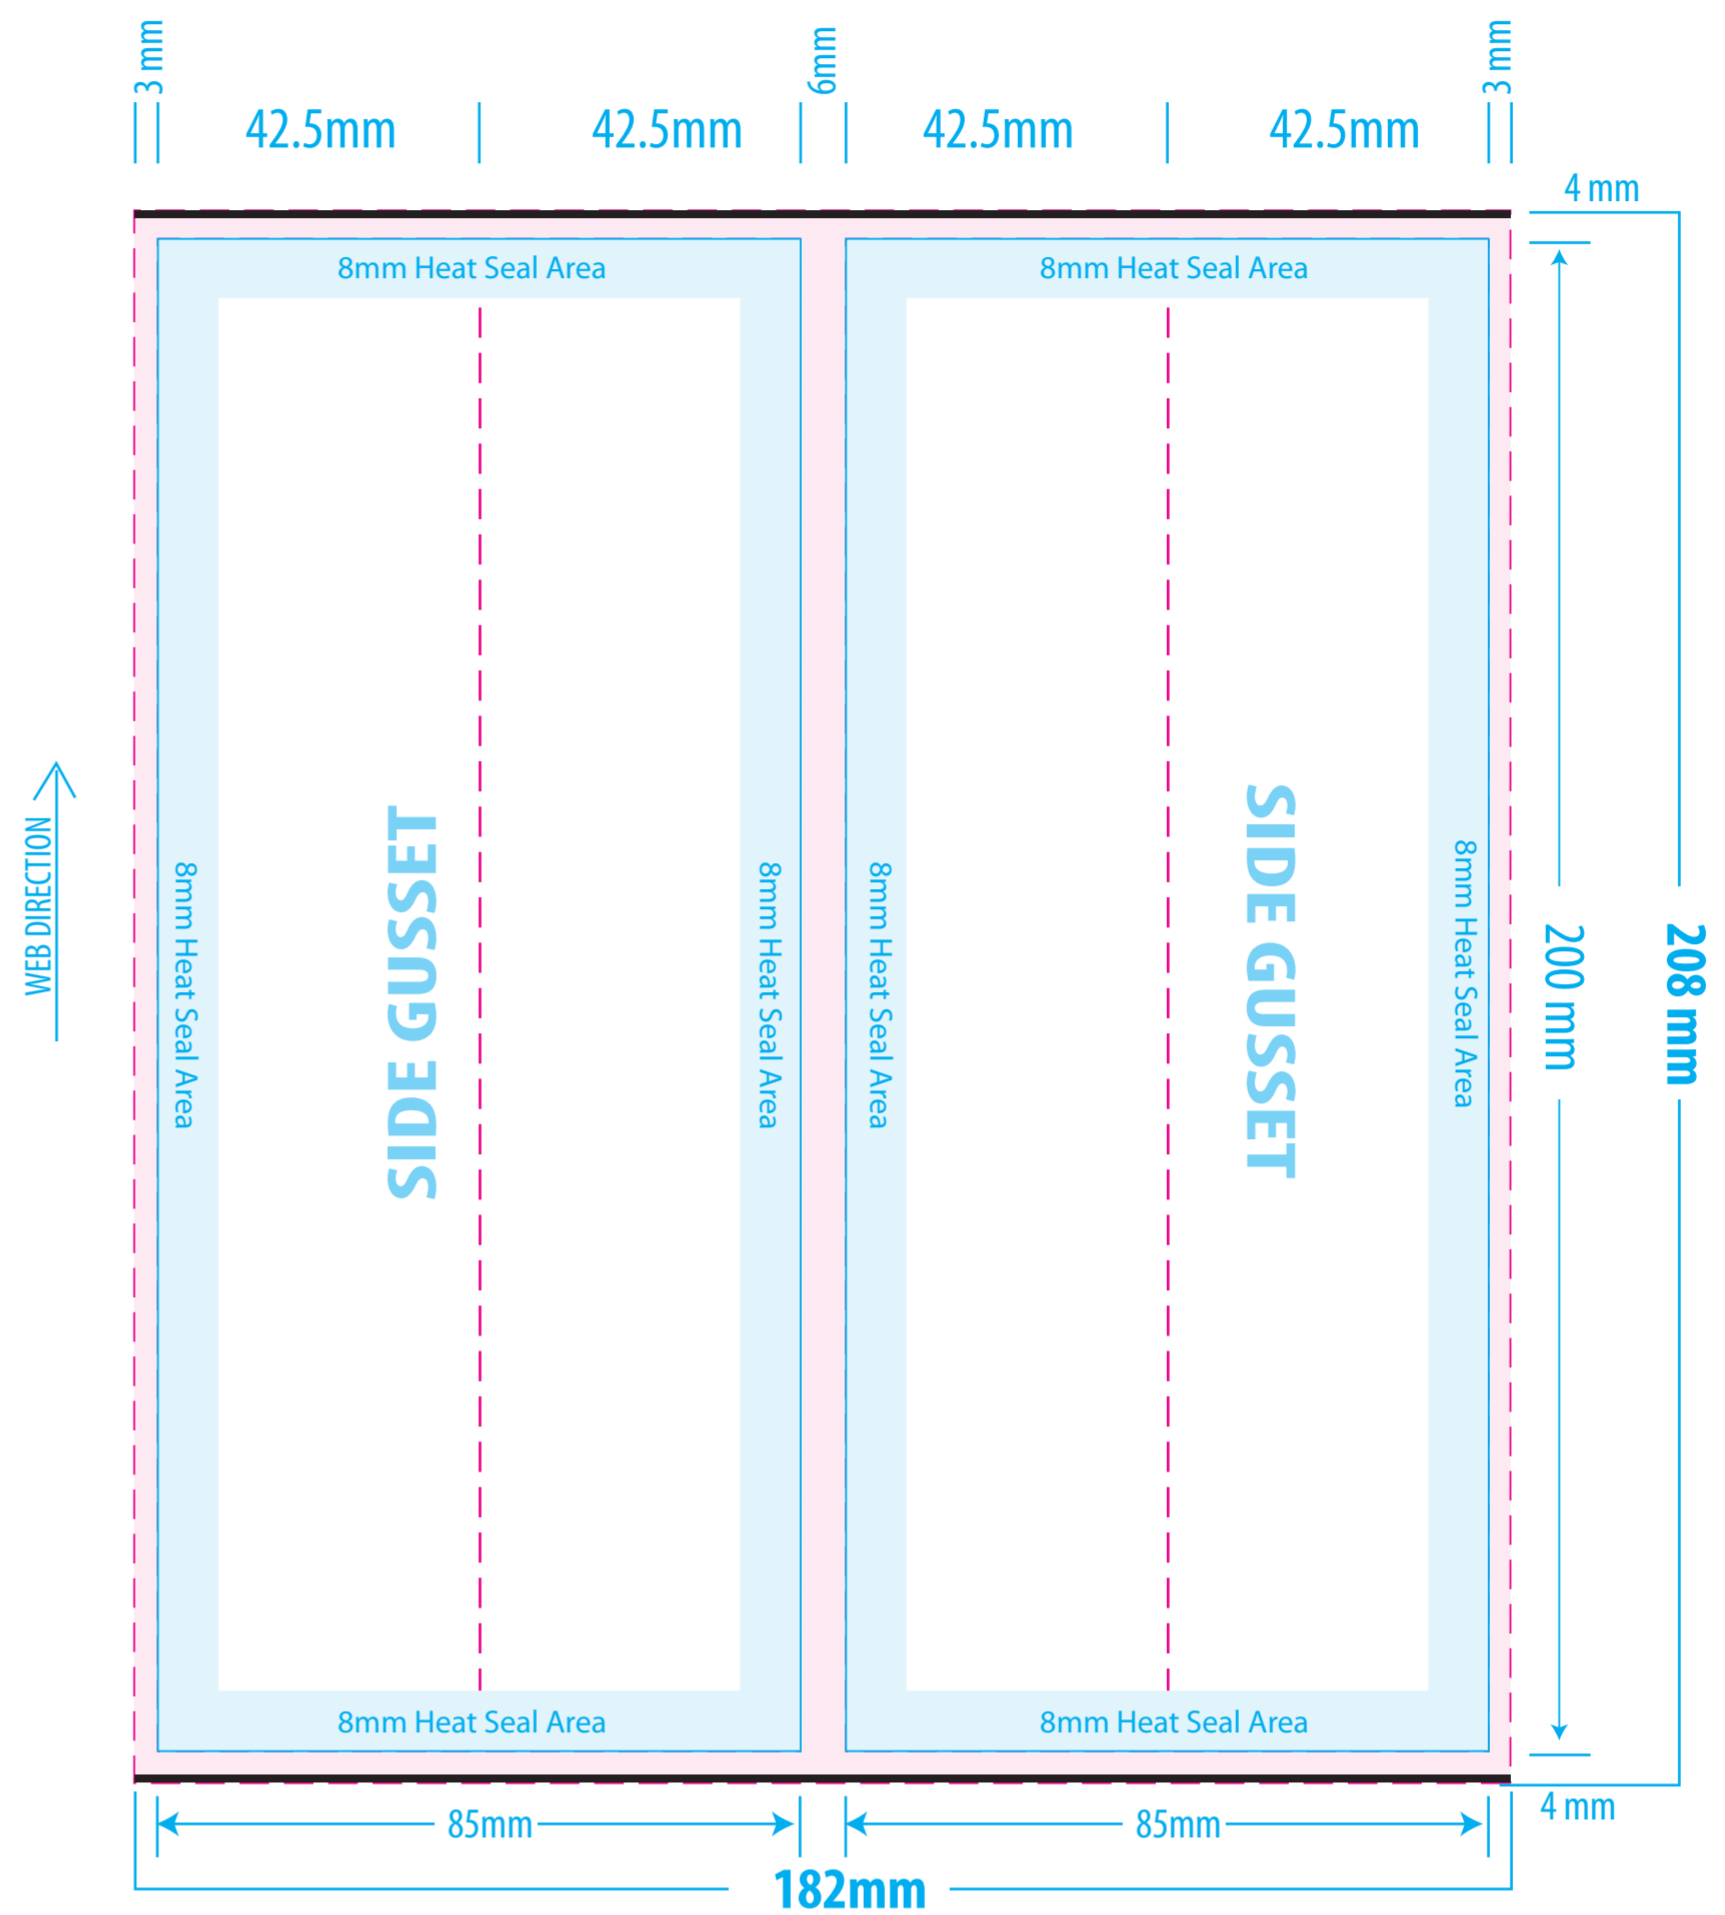 3 mm
6mm
3 mm
42.5mm
42.5mm
42.5mm
42.5mm
4 mm
8mm Heat Seal Area
8mm Heat Seal Area
WEB DIRECTION
8mm Heat Seal Area
SIDE GUSSET
8mm Heat Seal Area
8mm Heat Seal Area
SIDE GUSSET
8mm Heat Seal Area
200 mm
208 mm
8mm Heat Seal Area
8mm Heat Seal Area
4 mm
85mm
85mm
182mm